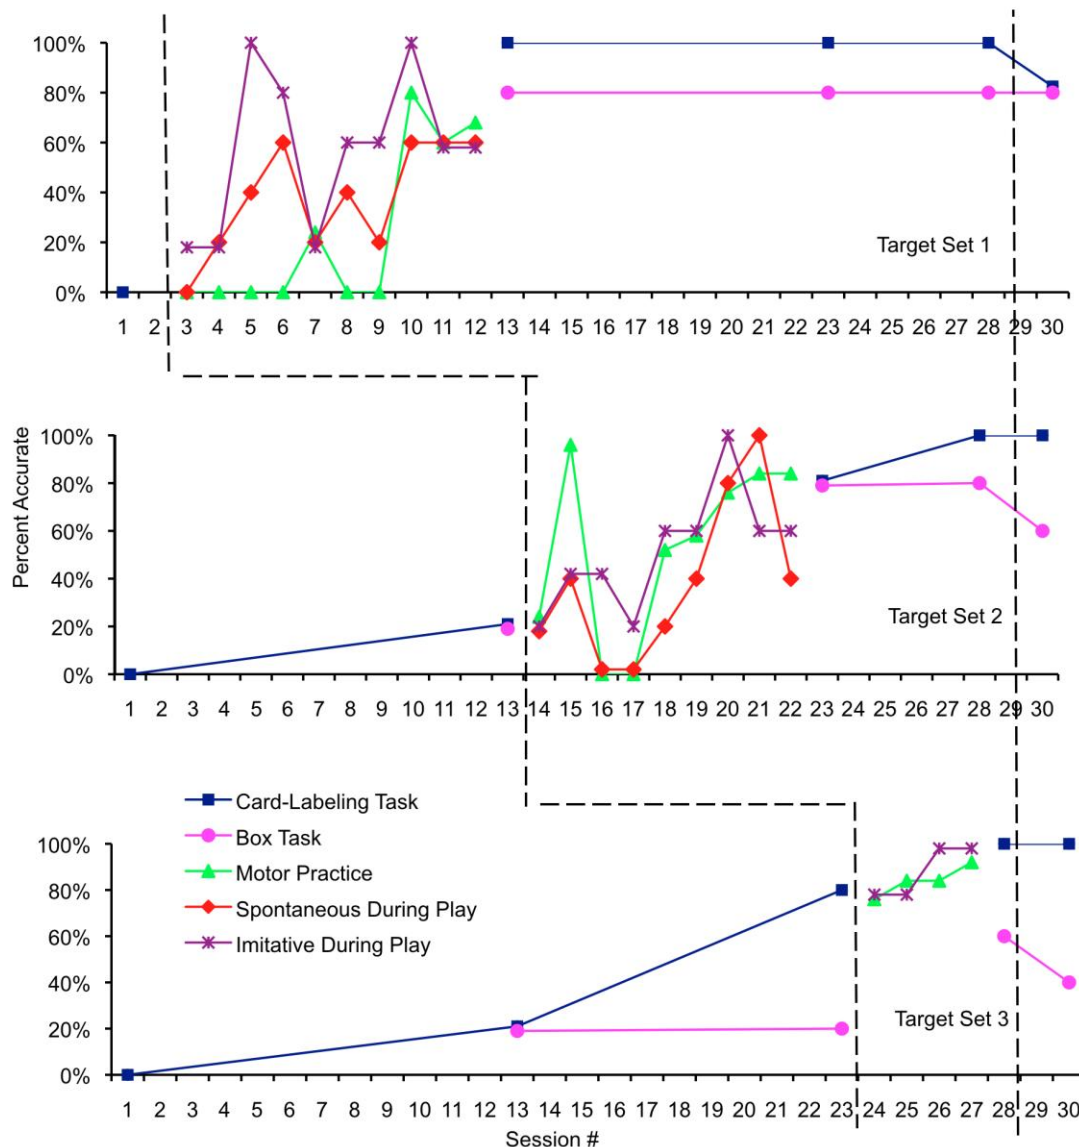 100%
80%
60%
40%
20%
0%
Target Set 1
1 2 3 4 5 6 7 8 9 10 11 12 13 14 15 16 17 18 19 20 21 22 23 24 25 26 27 28 29 30
Percent Accurate
100%
80%
60%
40%
20%
0%
Target Set 2
1 2 3 4 5 6 7 8 9 10 11 12 13 14 15 16 17 18 19 20 21 22 23 24 25 26 27 28 29 30
Card-Labeling Task
Box Task
Motor Practice
Spontaneous During Play
Imitative During Play
100%
80%
60%
40%
20%
0%
Target Set 3
1 2 3 4 5 6 7 8 9 10 11 12 13 14 15 16 17 18 19 20 21 22 23 24 25 26 27 28 29 30
Session #